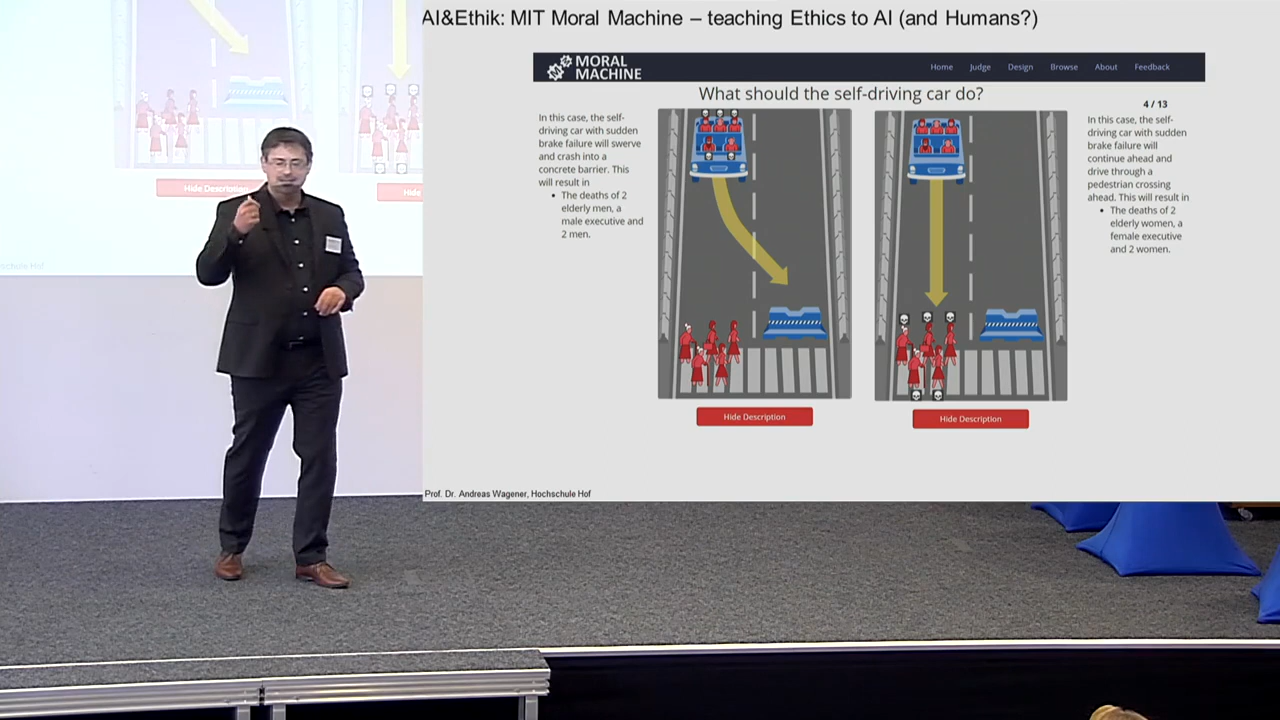 AI&Ethik: MIT Moral Machine – teaching Ethics to AI (and Humans?)
MORAL
MACHINE
Home Judge Design Browse About Feedback
What should the self-driving car do?
4 / 13
In this case, the self-
driving car with sudden
brake failure will swerve
and crash into a
concrete barrier. This
will result in
• The deaths of 2
elderly men, a
male executive and
2 men.
Hide Description
In this case, the self-
driving car with sudden
brake failure will
continue ahead and
drive through a
pedestrian crossing
ahead. This will result in
• The deaths of 2
elderly women, a
female executive
and 2 women.
Hide Description
Prof. Dr. Andreas Wagener, Hochschule Hof
Hide Description
Hide
schule Hof